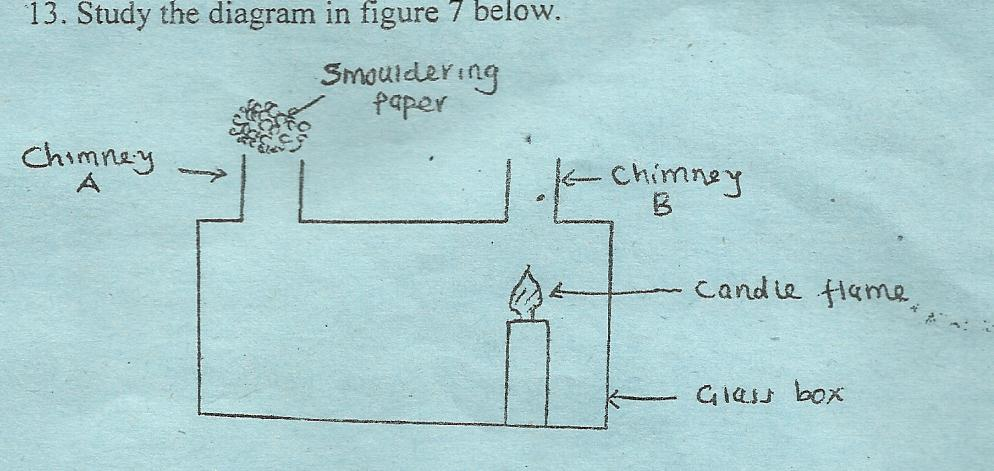 13. Study the diagram in figure 7 below.
Smouldering
paper
Chimney
A
Chimney
B
Candle flame
Glass box